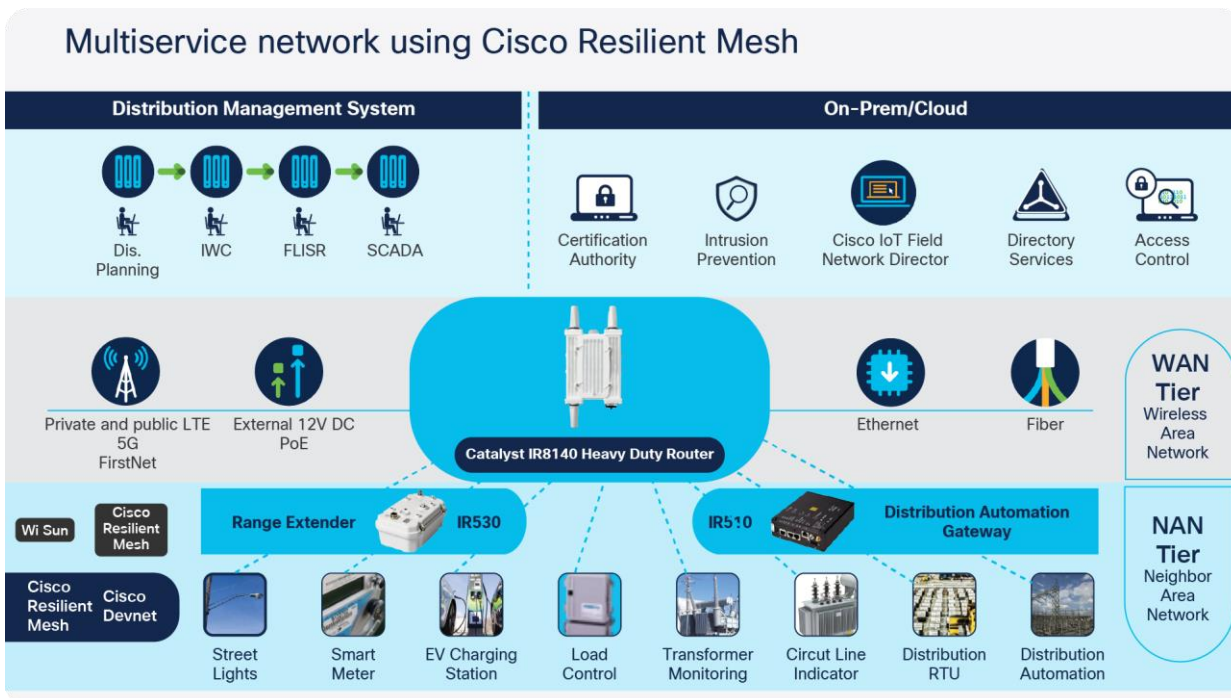 Multiservice network using Cisco Resilient Mesh
Distribution Management System
On-Prem/Cloud
Dis.
Planning
IWC
FLISR
SCADA
Certification
Authority
Intrusion
Prevention
Cisco IoT Field
Network Director
Directory
Services
Access
Control
Private and public LTE
5G
FirstNet
External 12V DC
PoE
Catalyst IR8140 Heavy Duty Router
Ethernet
Fiber
WAN
Tier
Wireless
Area
Network
Wi Sun
Cisco
Resilient
Mesh
Range Extender
IR530
IR510
Distribution Automation
Gateway
NAN
Tier
Neighbor
Area
Network
Cisco
Resilient
Mesh
Cisco
Devnet
Street
Lights
Smart
Meter
EV Charging
Station
Load
Control
Transformer
Monitoring
Circut Line
Indicator
Distribution
RTU
Distribution
Automation